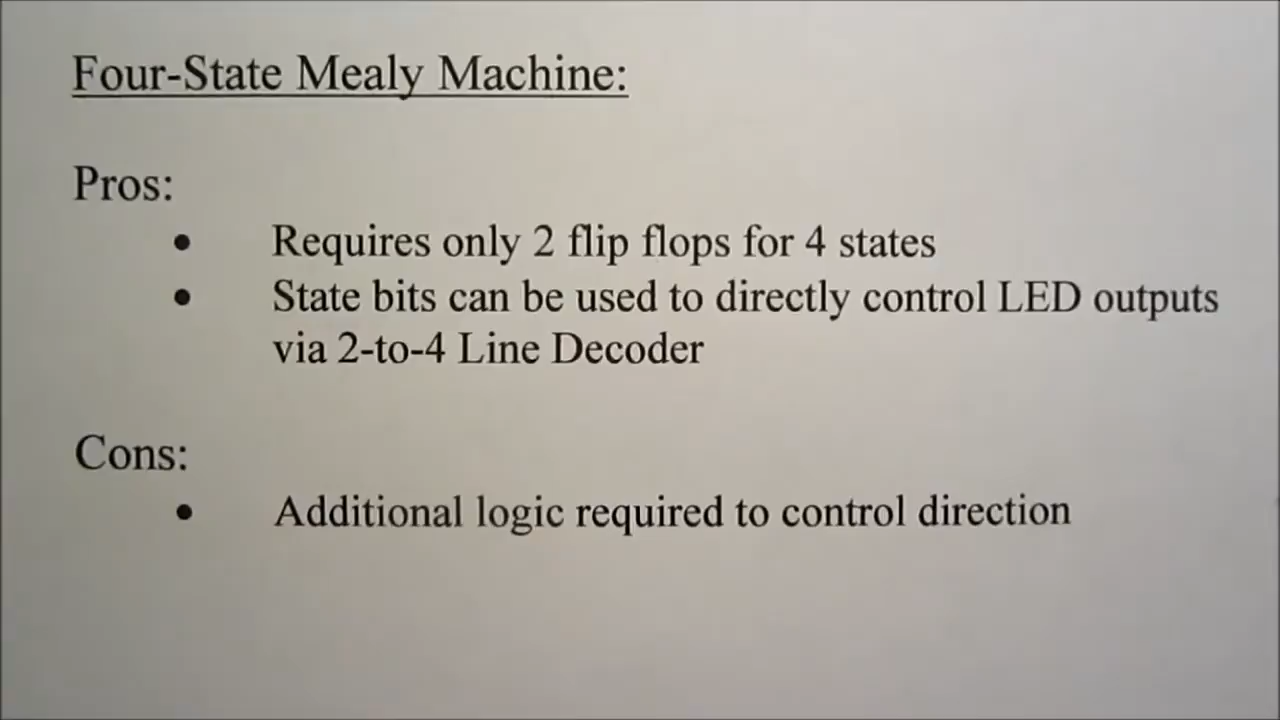 Four-State Mealy Machine:
Pros:
• Requires only 2 flip flops for 4 states
• State bits can be used to directly control LED outputs
via 2-to-4 Line Decoder
Cons:
• Additional logic required to control direction